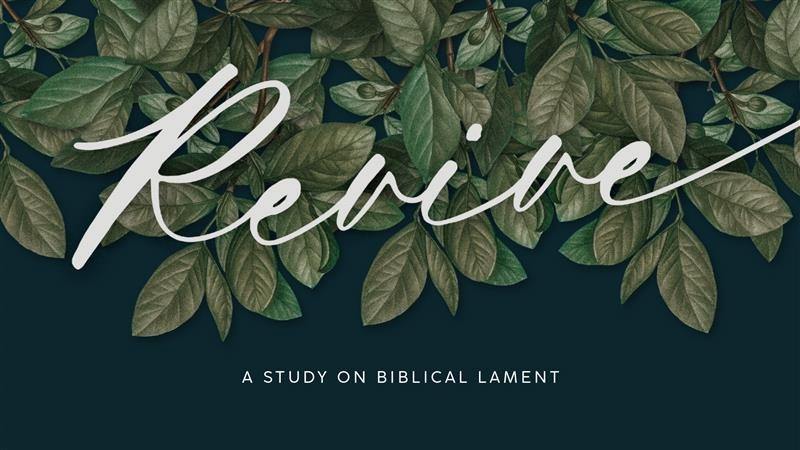 Revive
A STUDY ON BIBLICAL LAMENT